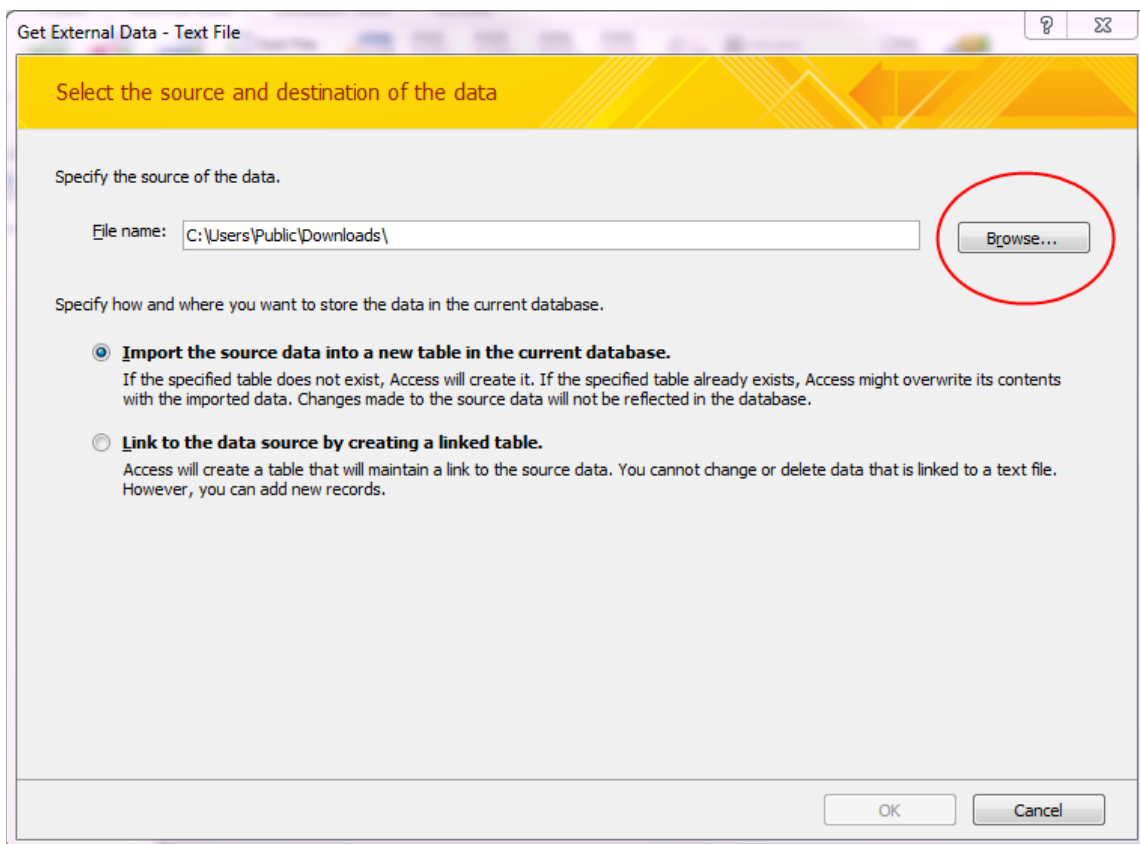 Get External Data - Text File
Select the source and destination of the data
Specify the source of the data.
File name: C:\Users\Public\Downloads\ Browse...
Specify how and where you want to store the data in the current database.
Import the source data into a new table in the current database.
If the specified table does not exist, Access will create it. If the specified table already exists, Access might overwrite its contents
with the imported data. Changes made to the source data will not be reflected in the database.
Link to the data source by creating a linked table.
Access will create a table that will maintain a link to the source data. You cannot change or delete data that is linked to a text file.
However, you can add new records.
OK Cancel